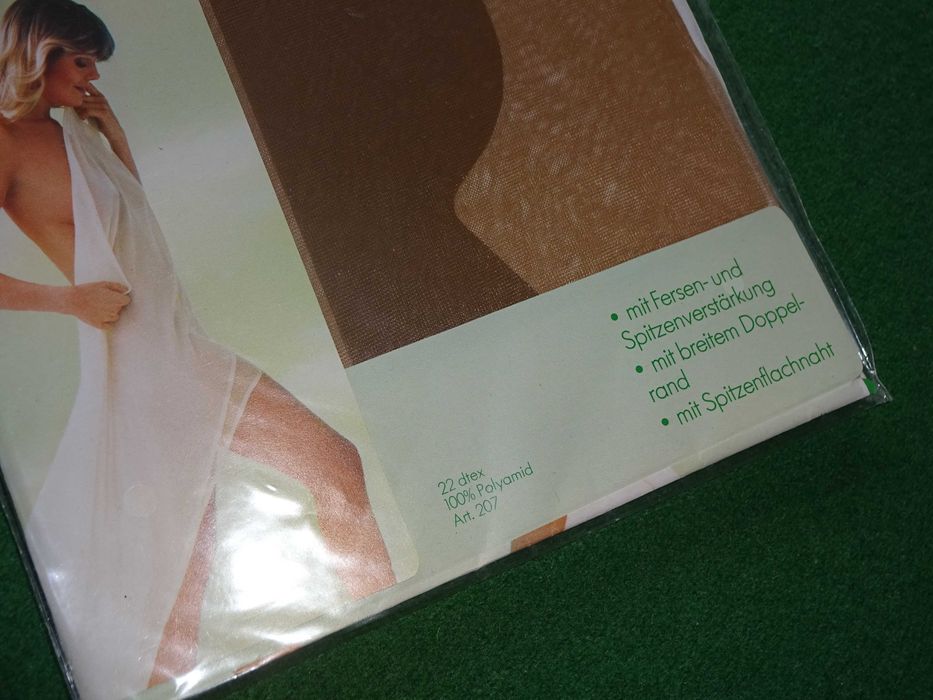 • mit Fersen- und
Spitzenverstärkung
• mit breitem Doppel-
rand
• mit Spitzenflachnaht
22 dtex
100% Polyamid
Art. 207